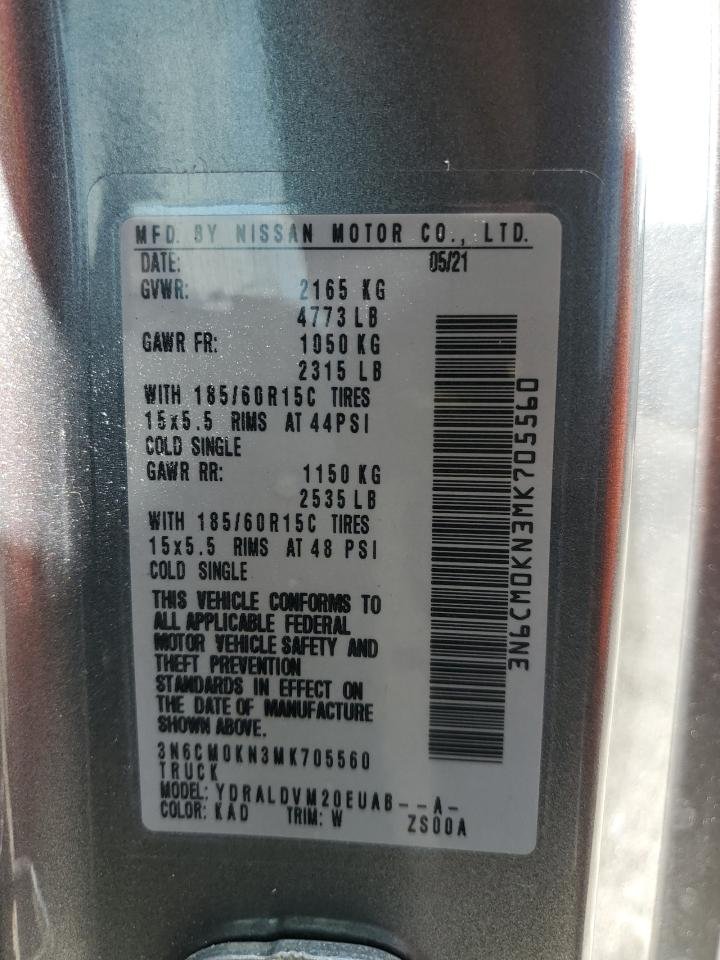 MFD. BY NISSAN MOTOR CO., LTD.
DATE: 05/21
GVWR: 2165 KG
4773 LB
GAWR FR: 1050 KG
2315 LB
WITH 185/60R15C TIRES
15x5.5 RIMS AT 44PSI
COLD SINGLE
GAWR RR: 1150 KG
2535 LB
WITH 185/60R15C TIRES
15x5.5 RIMS AT 48 PSI
COLD SINGLE
THIS VEHICLE CONFORMS TO
ALL APPLICABLE FEDERAL
MOTOR VEHICLE SAFETY AND
THEFT PREVENTION
STANDARDS IN EFFECT ON
THE DATE OF MANUFACTURE
SHOWN ABOVE.
3N6CM0KN3MK705560
TRUCK
MODEL: YDRALDVM20EUAB--A-
COLOR: KAD TRIM: W ZS00A
3N6CM0KN3MK705560